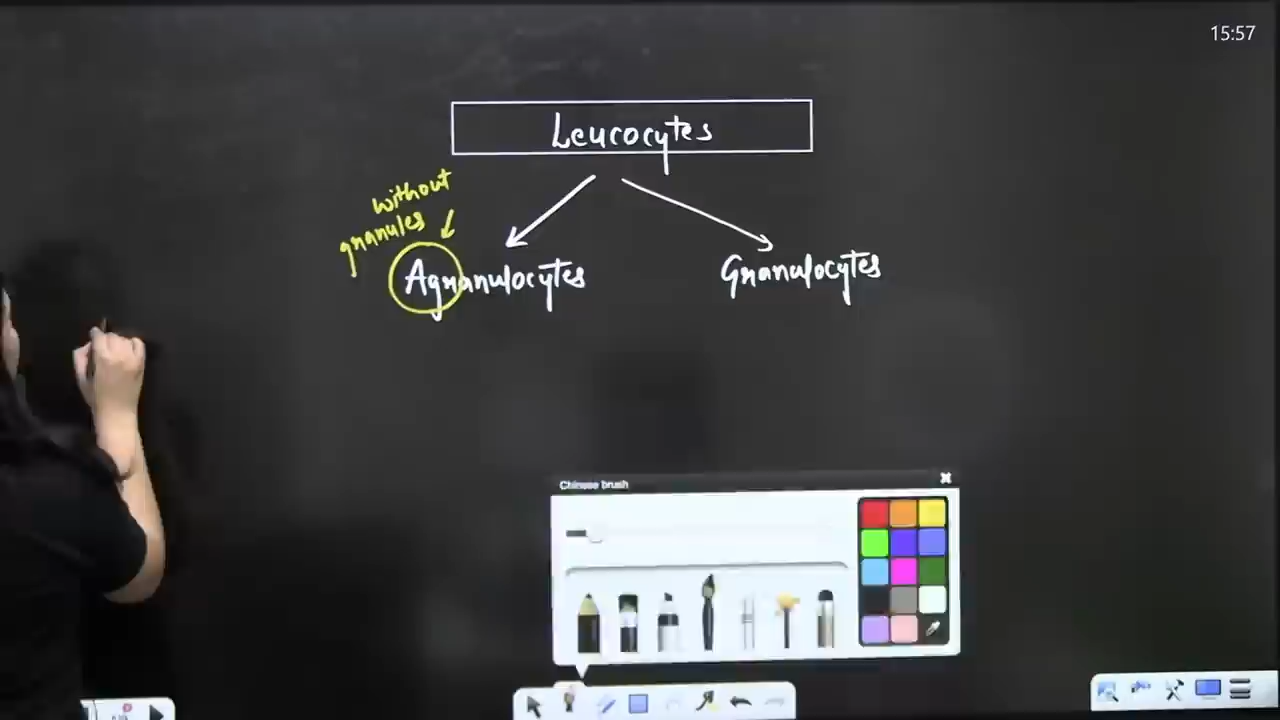 15:57
Leucocytes
without
granules
Agranulocytes
Granulocytes
Chinese brush